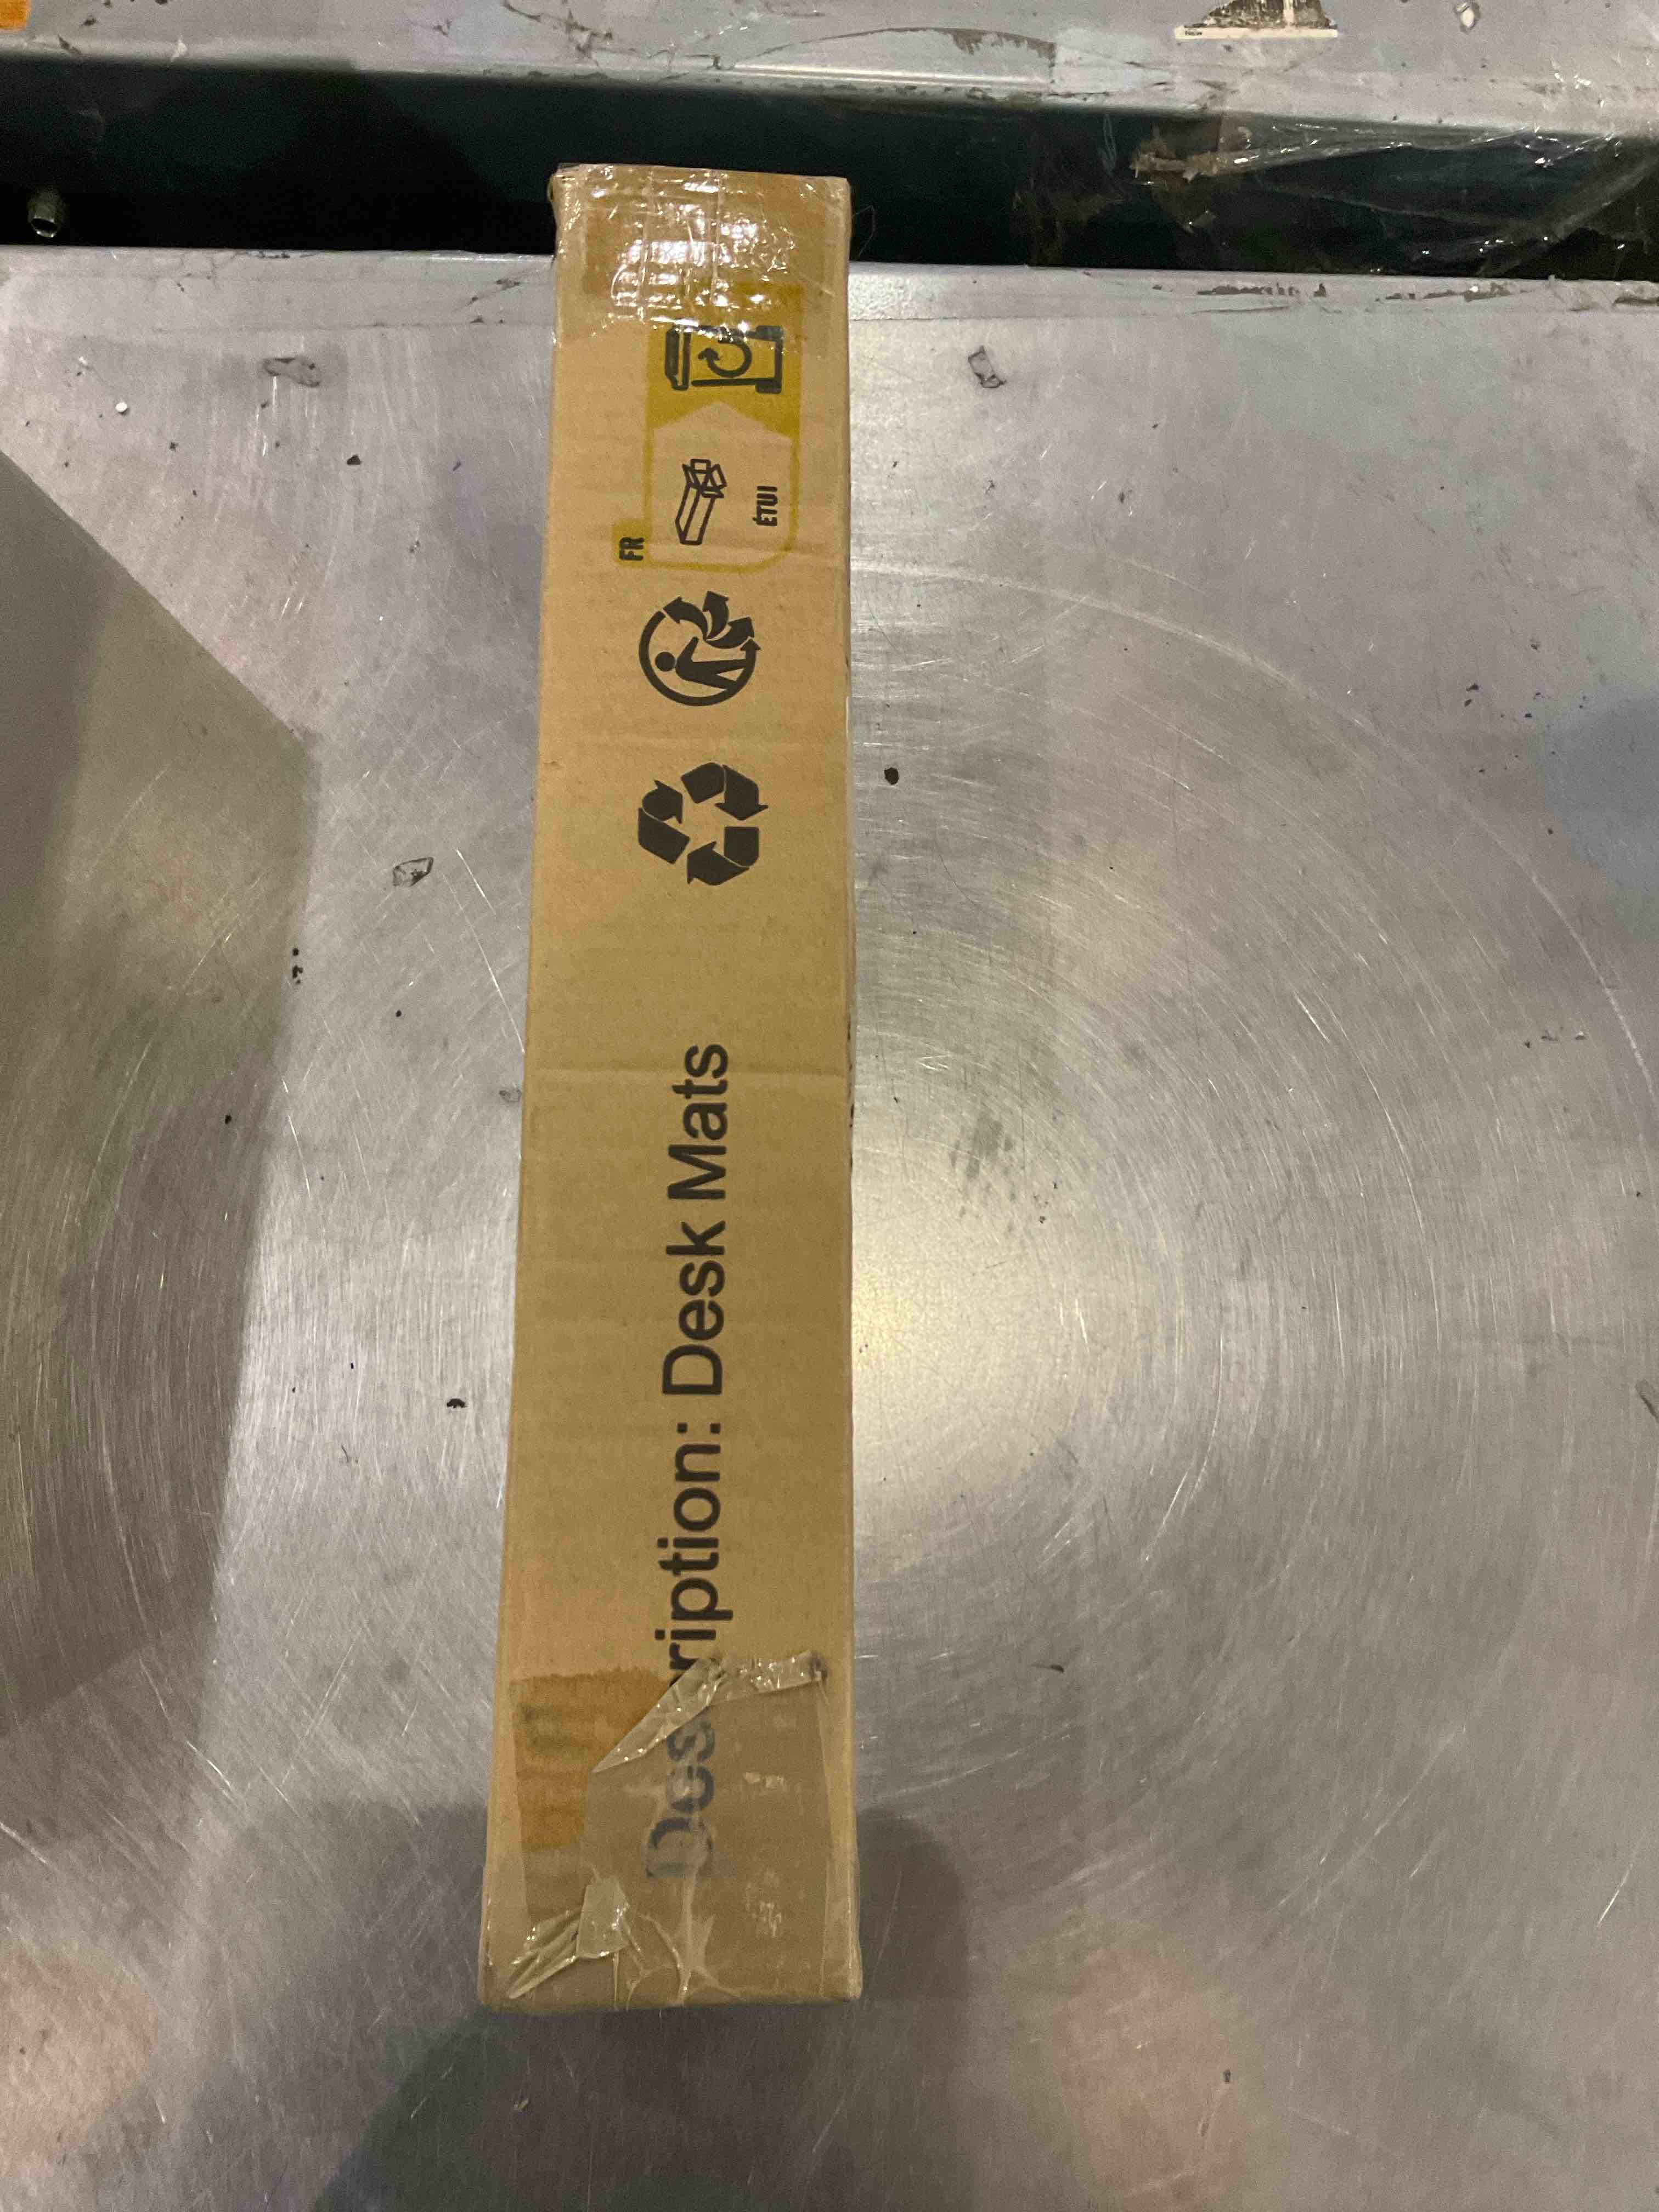 Description: Desk Mats
FR
ÉTUI